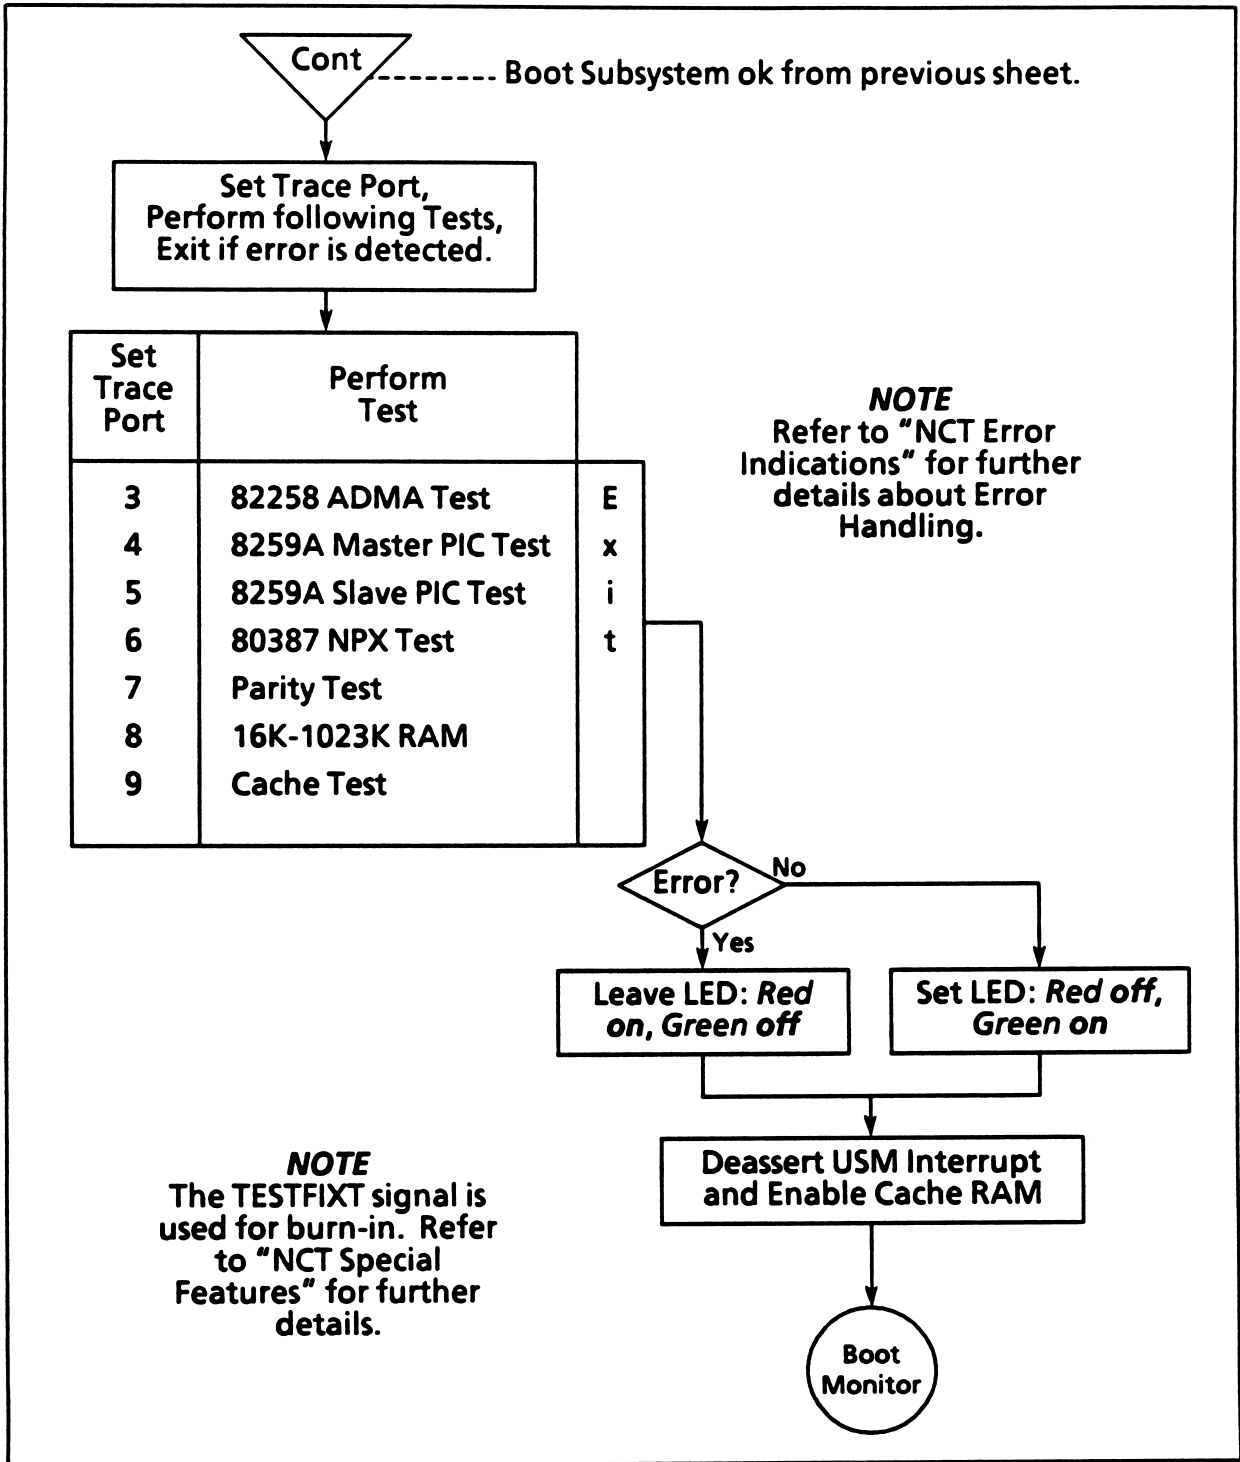 Cont
Boot Subsystem ok from previous sheet.
Set Trace Port,
Perform following Tests,
Exit if error is detected.
Set
Trace
Port
Perform
Test
3 82258 ADMA Test E
4 8259A Master PIC Test x
5 8259A Slave PIC Test i
6 80387 NPX Test t
7 Parity Test
8 16K-1023K RAM
9 Cache Test
NOTE
Refer to "NCT Error
Indications" for further
details about Error
Handling.
Error?
No
Yes
Leave LED: Red
on, Green off
Set LED: Red off,
Green on
Deassert USM Interrupt
and Enable Cache RAM
NOTE
The TESTFIXT signal is
used for burn-in. Refer
to "NCT Special
Features" for further
details.
Boot
Monitor